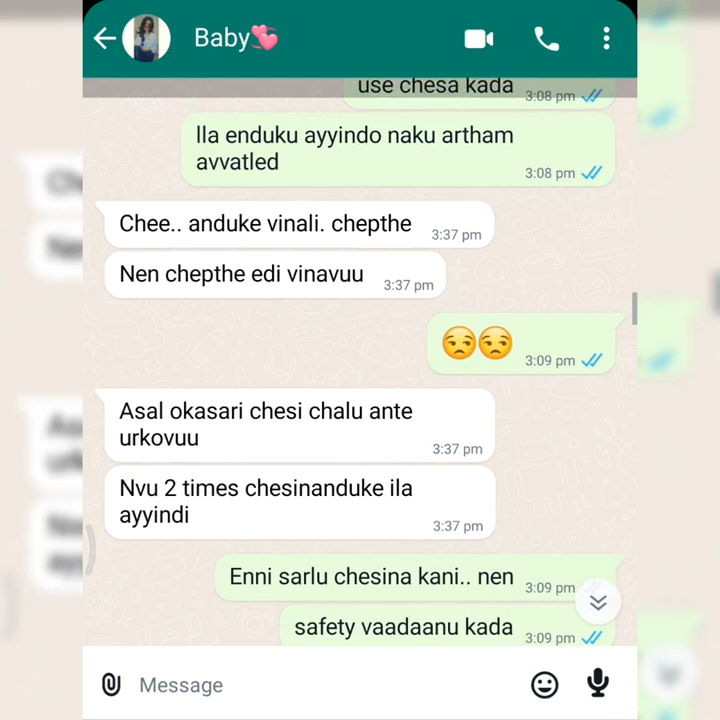 Baby💞
use chesa kada
3:08 pm
Ila enduku ayyindo naku artham
avvatled
3:08 pm
Chee.. anduke vinali. chepthe
3:37 pm
Nen chepthe edi vinavuu
3:37 pm
😒😒
3:09 pm
Asal okasari chesi chalu ante
urkovuu
3:37 pm
Nvu 2 times chesinanduke ila
ayyindi
3:37 pm
Enni sarlu chesina kani.. nen
3:09 pm
safety vaadaanu kada
3:09 pm
Message